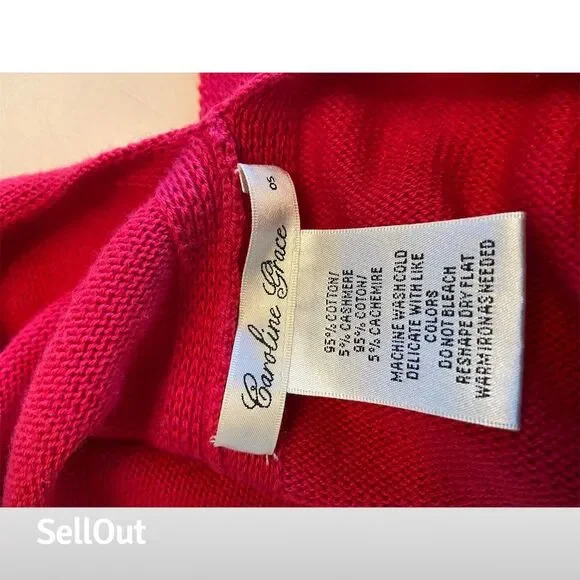 OS
Caroline Grace
95% COTTON/
5% CASHMERE
95% COTON/
5% CACHEMIRE
MACHINE WASH COLD
DELICATE WITH LIKE
COLORS
DO NOT BLEACH
RESHAPE DRY FLAT
WARM IRON AS NEEDED
SellOut